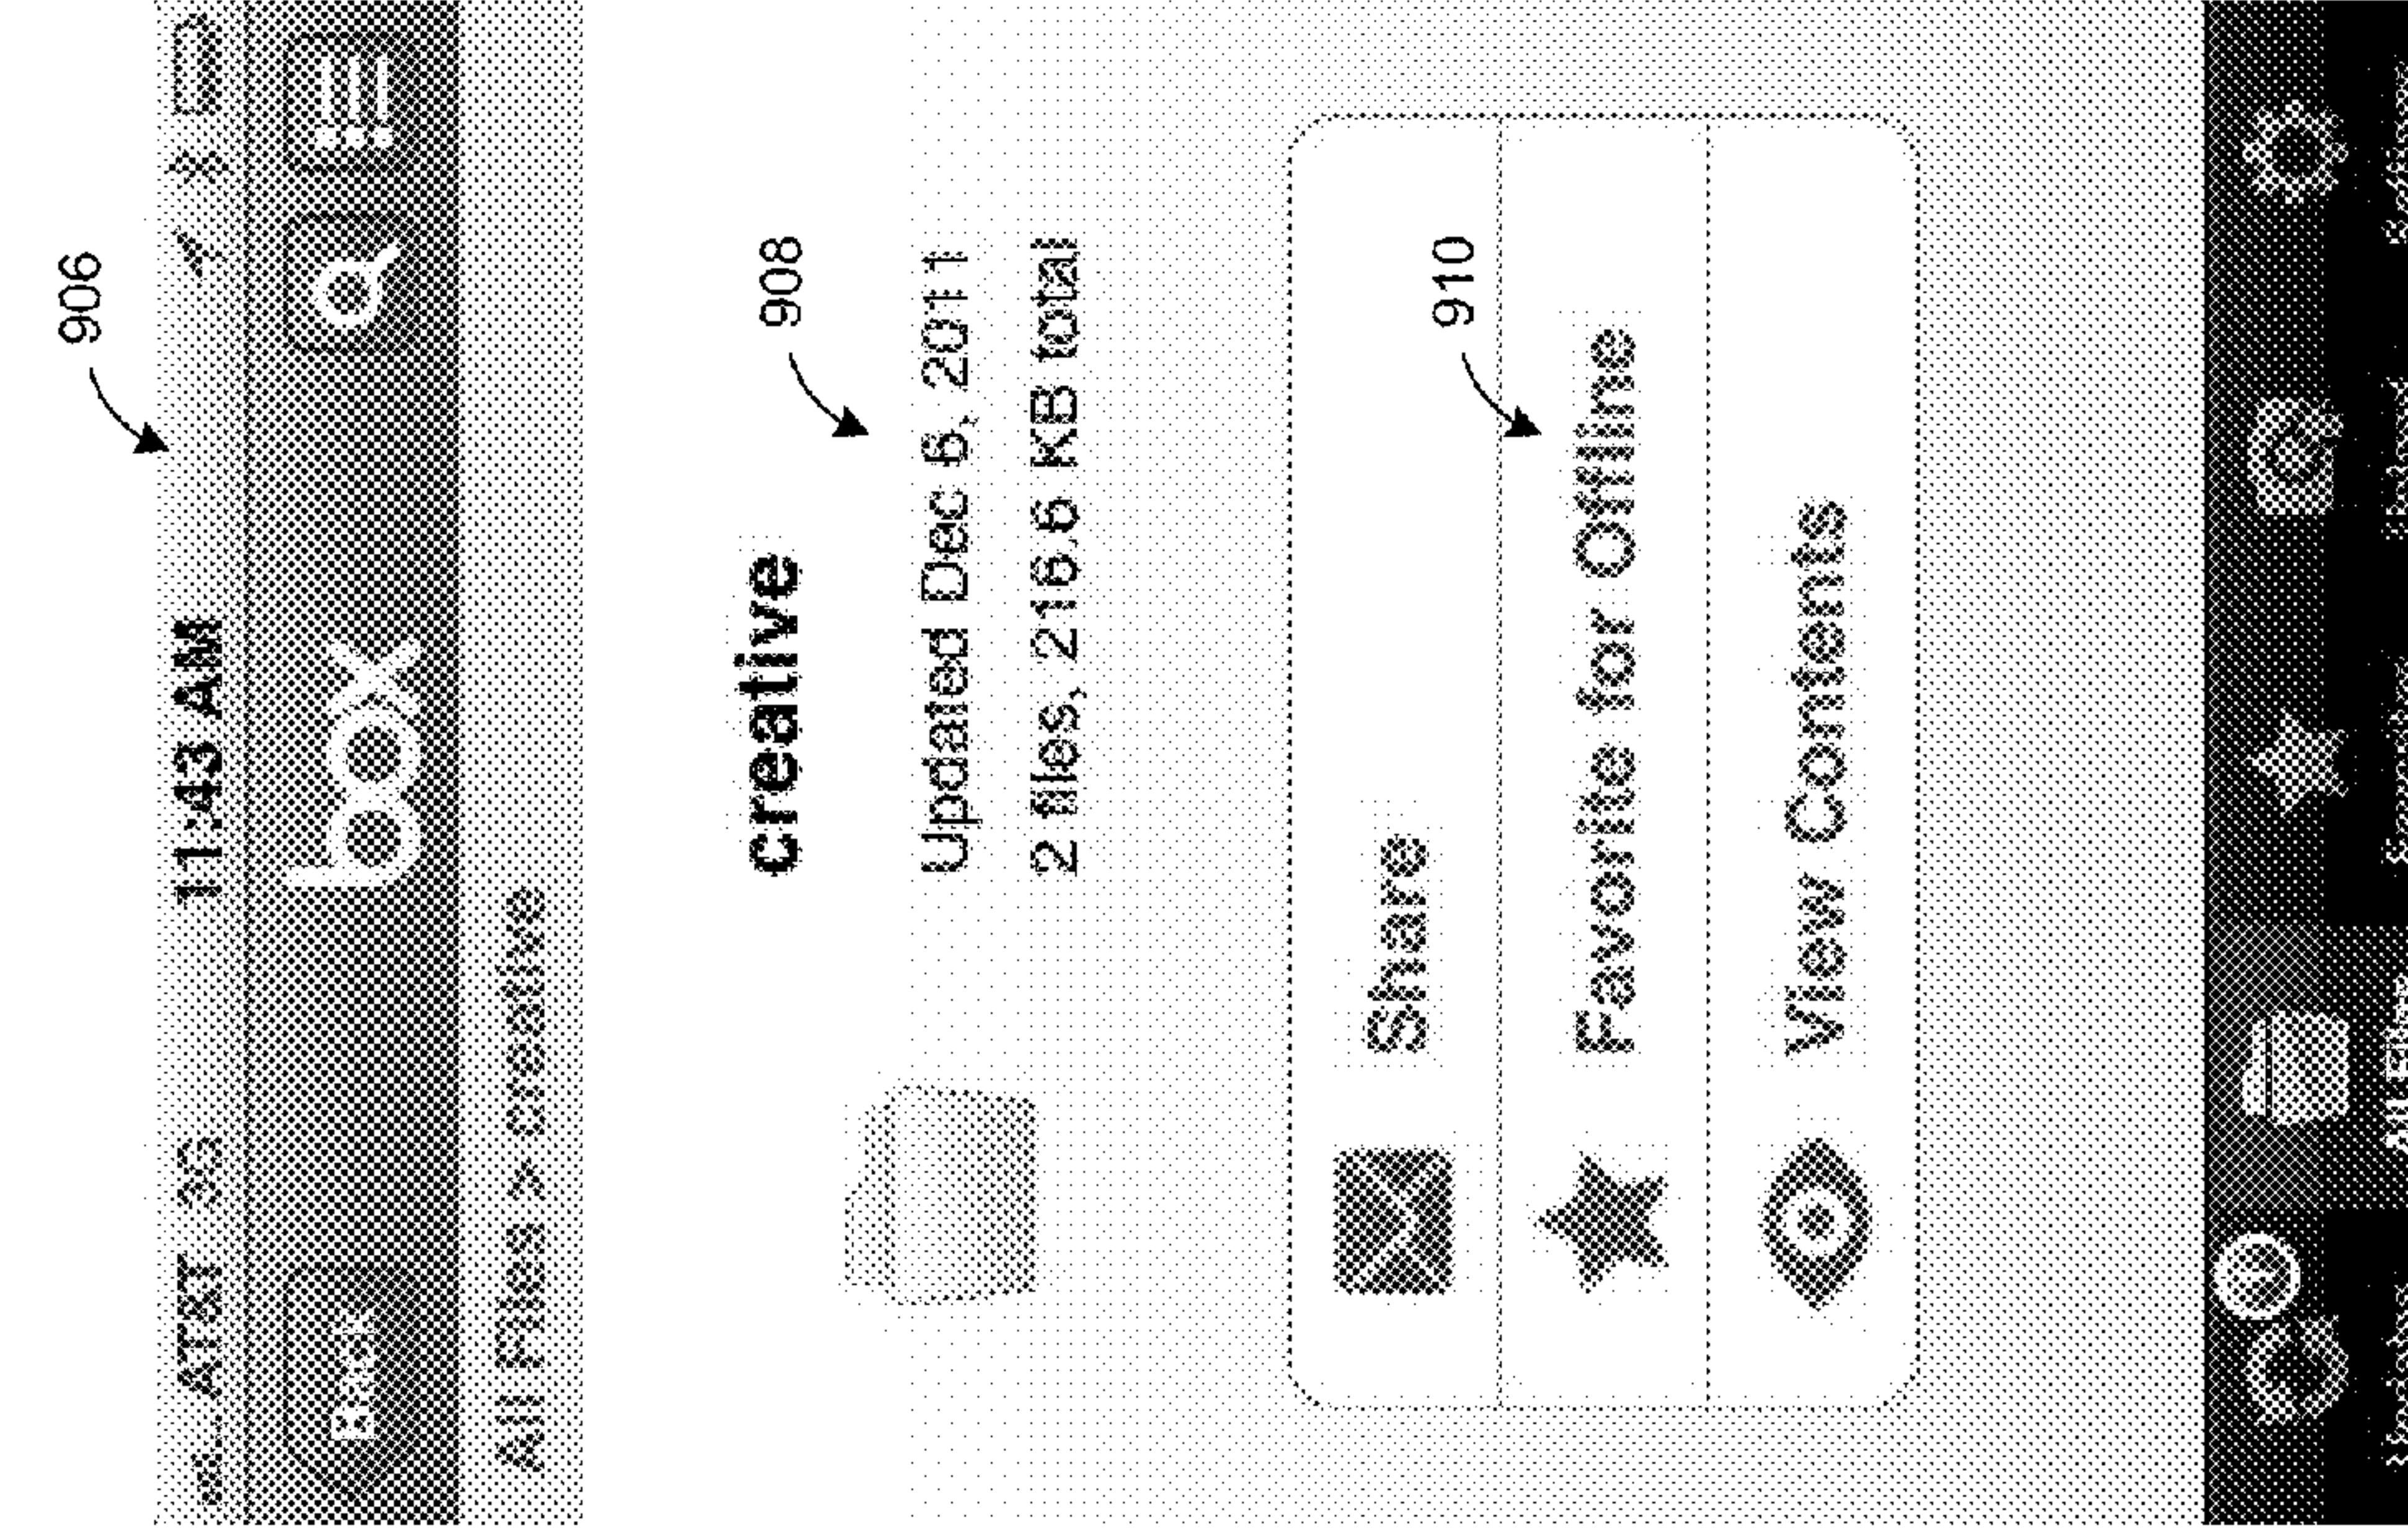 906
AT&T 3G 11:43 AM
Back box
All Files > creative
creative
908
Updated Dec 6, 2011
2 files, 216.6 KB total
Share
910
Favorite for Offline
View Contents